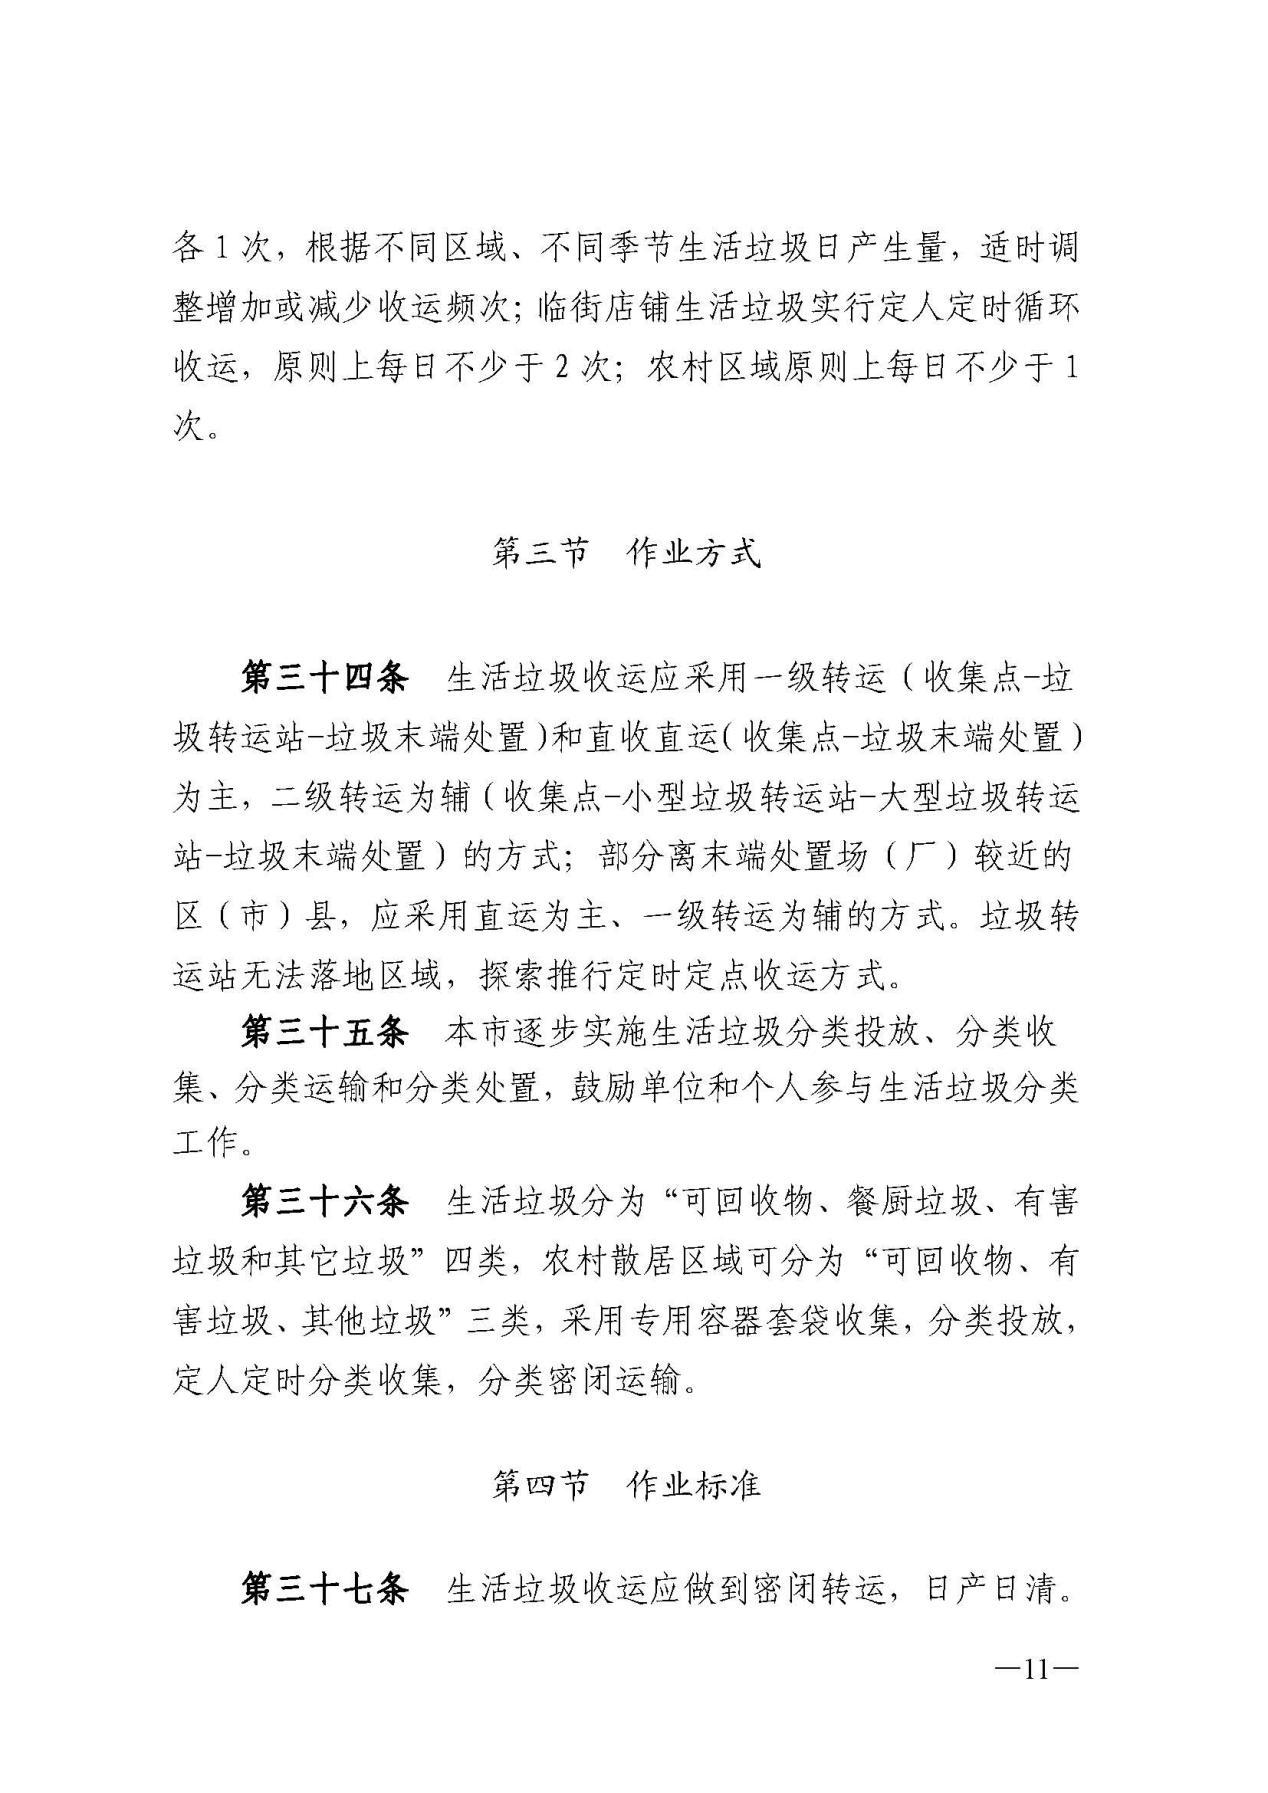 各1次，根据不同区域、不同季节生活垃圾日产生量，适时调
整增加或减少收运频次；临街店铺生活垃圾实行定人定时循环
收运，原则上每日不少于2次；农村区域原则上每日不少于1
次。
第三节　作业方式
第三十四条　生活垃圾收运应采用一级转运（收集点-垃
圾转运站-垃圾末端处置）和直收直运（收集点-垃圾末端处置）
为主，二级转运为辅（收集点-小型垃圾转运站-大型垃圾转运
站-垃圾末端处置）的方式；部分离末端处置场（厂）较近的
区（市）县，应采用直运为主、一级转运为辅的方式。垃圾转
运站无法落地区域，探索推行定时定点收运方式。
第三十五条　本市逐步实施生活垃圾分类投放、分类收
集、分类运输和分类处置，鼓励单位和个人参与生活垃圾分类
工作。
第三十六条　生活垃圾分为“可回收物、餐厨垃圾、有害
垃圾和其它垃圾”四类，农村散居区域可分为“可回收物、有
害垃圾、其他垃圾”三类，采用专用容器套袋收集，分类投放，
定人定时分类收集，分类密闭运输。
第四节　作业标准
第三十七条　生活垃圾收运应做到密闭转运，日产日清。
—11—